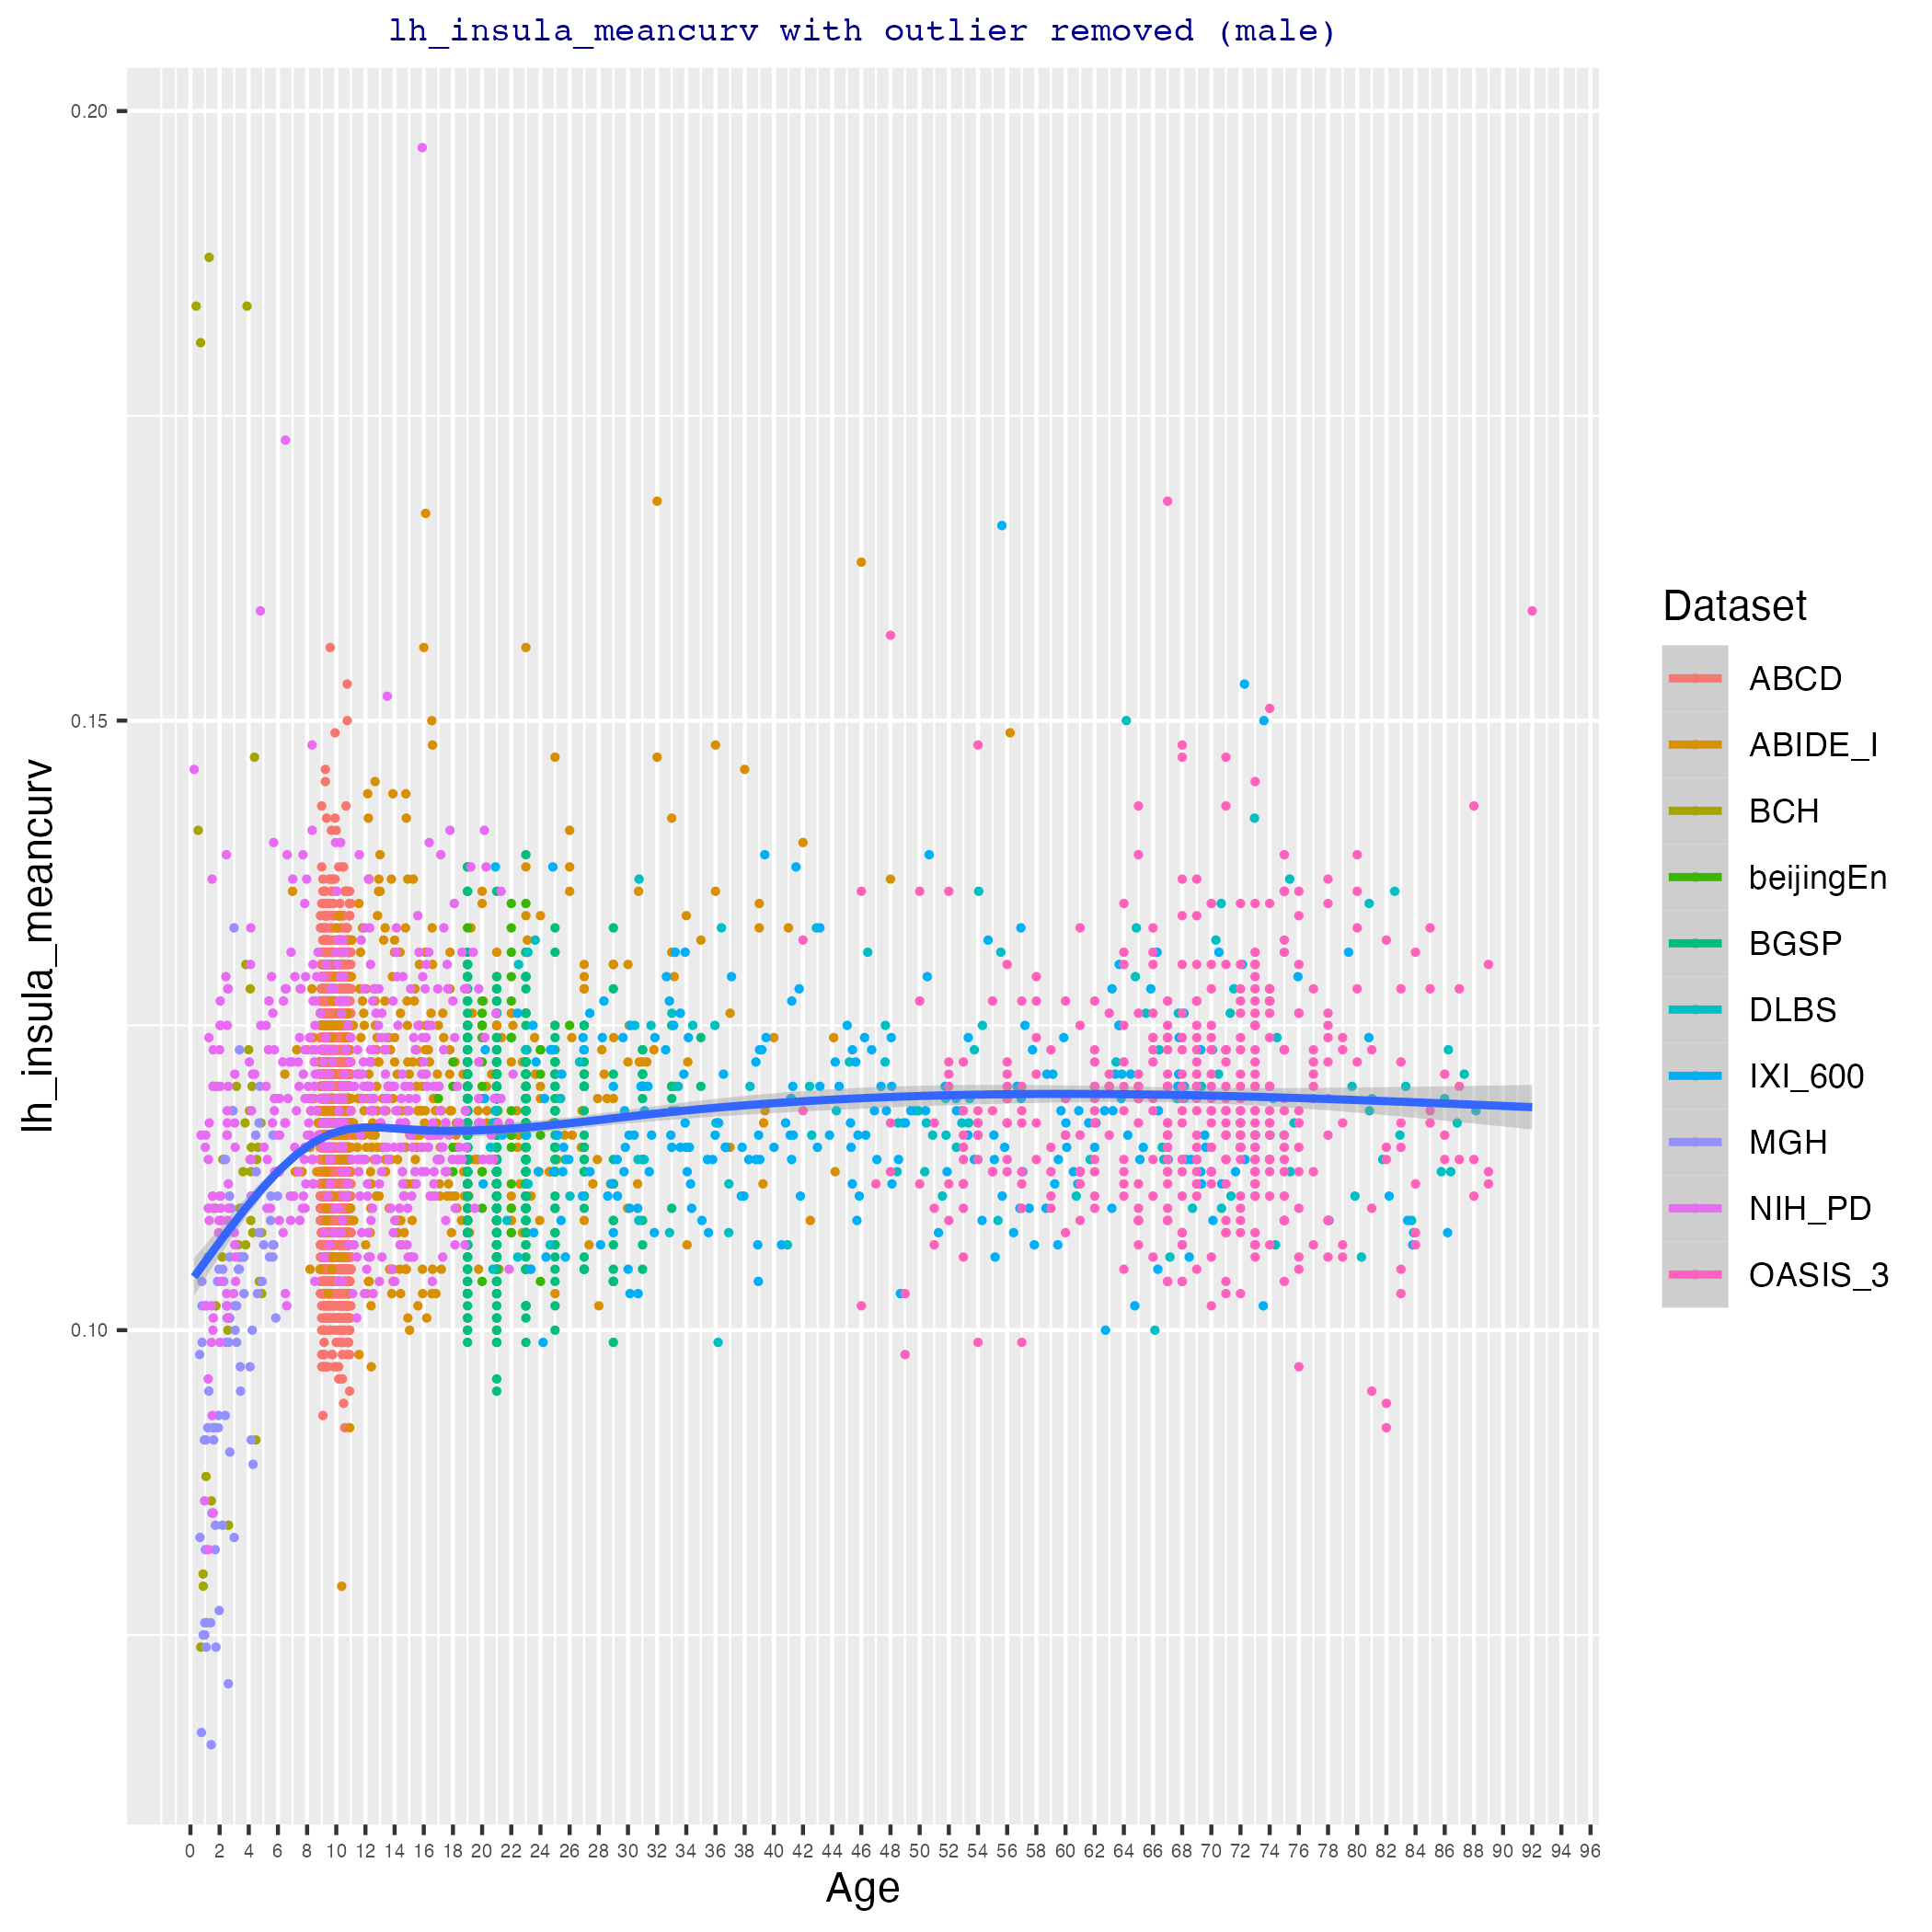 lh_insula_meancurv with outlier removed (male)
0.20
0.15
0.10
lh_insula_meancurv
0 2 4 6 8 10 12 14 16 18 20 22 24 26 28 30 32 34 36 38 40 42 44 46 48 50 52 54 56 58 60 62 64 66 68 70 72 74 76 78 80 82 84 86 88 90 92 94 96
Age
Dataset
ABCD
ABIDE_I
BCH
beijingEn
BGSP
DLBS
IXI_600
MGH
NIH_PD
OASIS_3